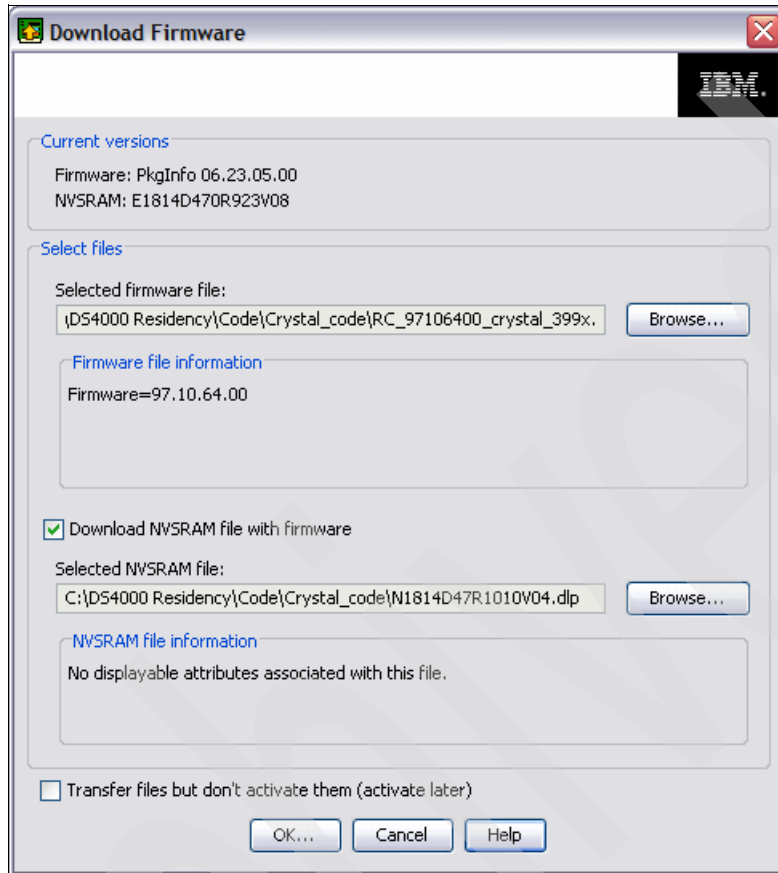 Download Firmware
IBM.
Current versions
Firmware: PkgInfo 06.23.05.00
NVSRAM: E1814D470R923V08
Select files
Selected firmware file:
\DS4000 Residency\Code\Crystal_code\RC_97106400_crystal_399x.
Browse...
Firmware file information
Firmware=97.10.64.00
Download NVSRAM file with firmware
Selected NVSRAM file:
C:\DS4000 Residency\Code\Crystal_code\N1814D47R1010V04.dlp
Browse...
NVSRAM file information
No displayable attributes associated with this file.
Transfer files but don't activate them (activate later)
OK...
Cancel
Help